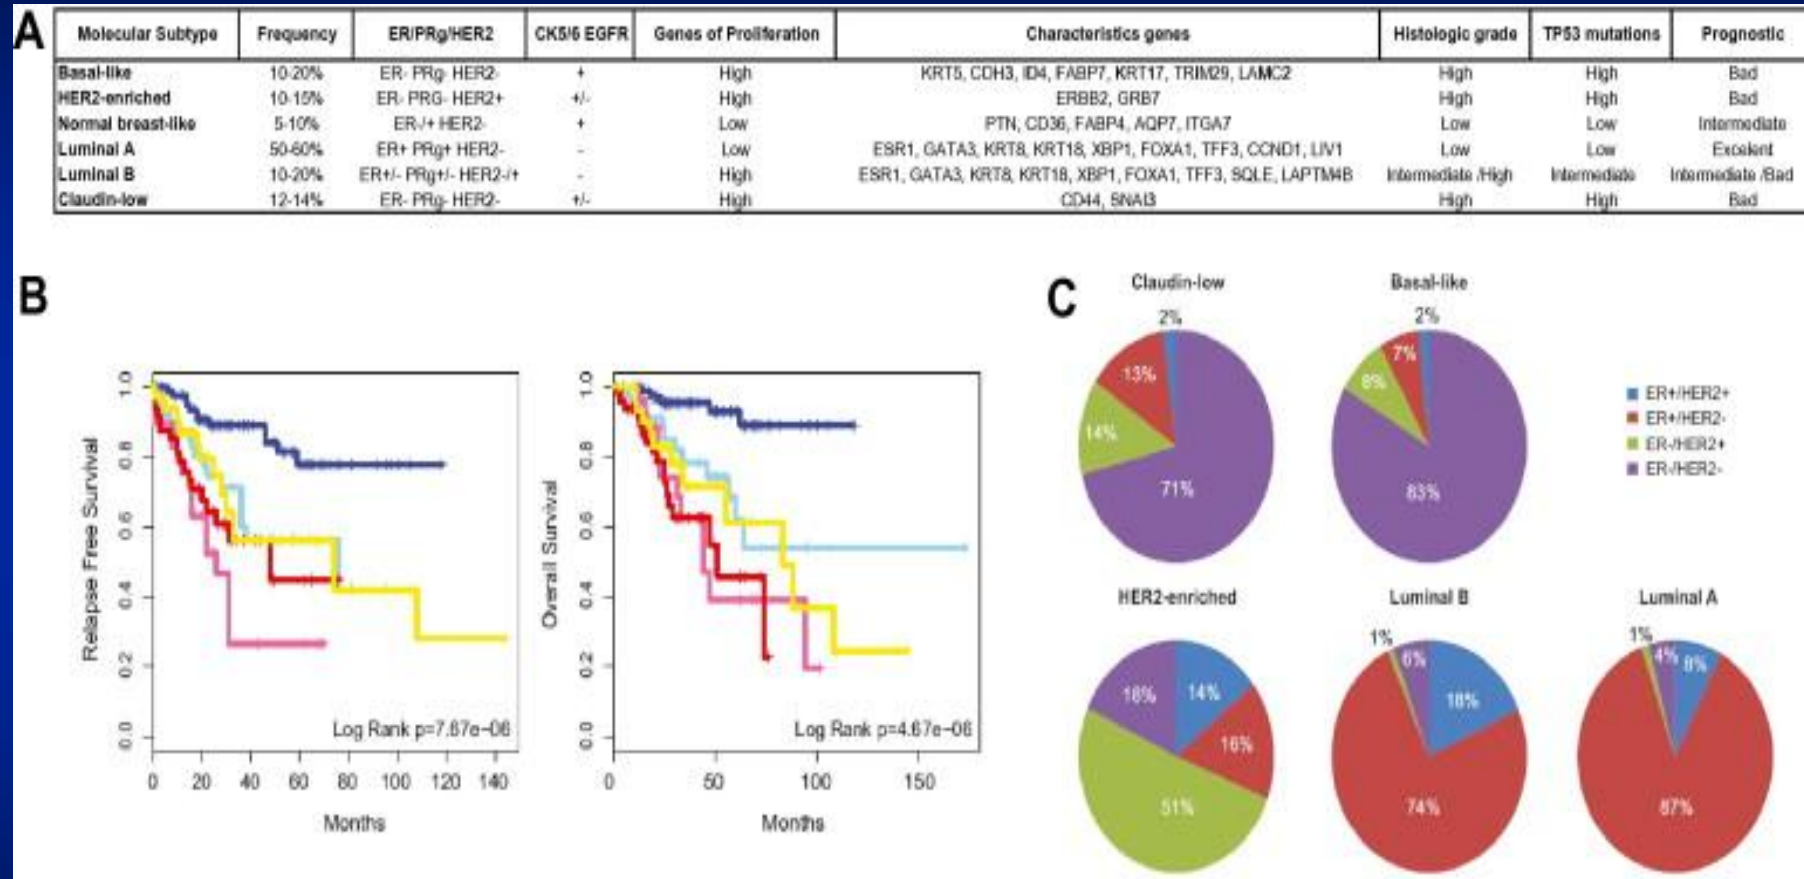 A
Molecular Subtype Frequency ER/PRg/HER2 CK5/6 EGFR Genes of Proliferation Characteristics genes Histologic grade TP53 mutations Prognostic
Basal-like 10-20% ER- PRg- HER2- + High KRT5, CDH3, ID4, FABP7, KRT17, TRIM29, LAMC2 High High Bad
HER2-enriched 10-15% ER- PRG- HER2+ +/- High ERBB2, GRB7 High High Bad
Normal breast-like 5-10% ER-/+ HER2- + Low PTN, CD36, FABP4, AQP7, ITGA7 Low Low Intermediate
Luminal A 50-60% ER+ PRg+ HER2- - Low ESR1, GATA3, KRT8, KRT18, XBP1, FOXA1, TFF3, CCND1, LIV1 Low Low Excelent
Luminal B 10-20% ER+/- PRg+/- HER2-/+ - High ESR1, GATA3, KRT8, KRT18, XBP1, FOXA1, TFF3, SQLE, LAPTM4B Intermediate /High Intermediate Intermediate /Bad
Claudin-low 12-14% ER- PRg- HER2- +/- High CD44, SNAI3 High High Bad
B
Relapse Free Survival
1.0
0.8
0.6
0.4
0.2
0.0
Log Rank p=7.67e-06
0 20 40 60 80 100 120 140
Months
Overall Survival
1.0
0.8
0.6
0.4
0.2
0.0
Log Rank p=4.67e-06
0 50 100 150
Months
C
Claudin-low
2%
13%
14%
71%
Basal-like
2%
7%
8%
83%
ER+/HER2+
ER+/HER2-
ER-/HER2+
ER-/HER2-
HER2-enriched
18%
14%
16%
51%
Luminal B
1%
6%
18%
74%
Luminal A
1%
4%
8%
87%